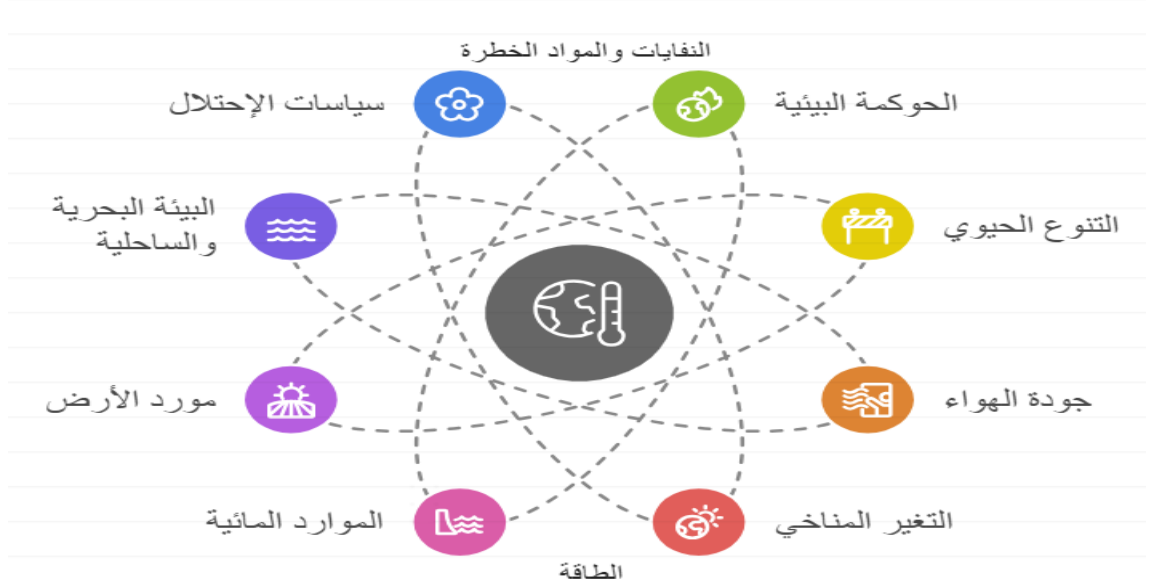 النفايات والمواد الخطرة
الحوكمة البيئية
سياسات الإحتلال
التنوع الحيوي
البيئة البحرية
والساحلية
جودة الهواء
مورد الأرض
التغير المناخي
الموارد المائية
الطاقة